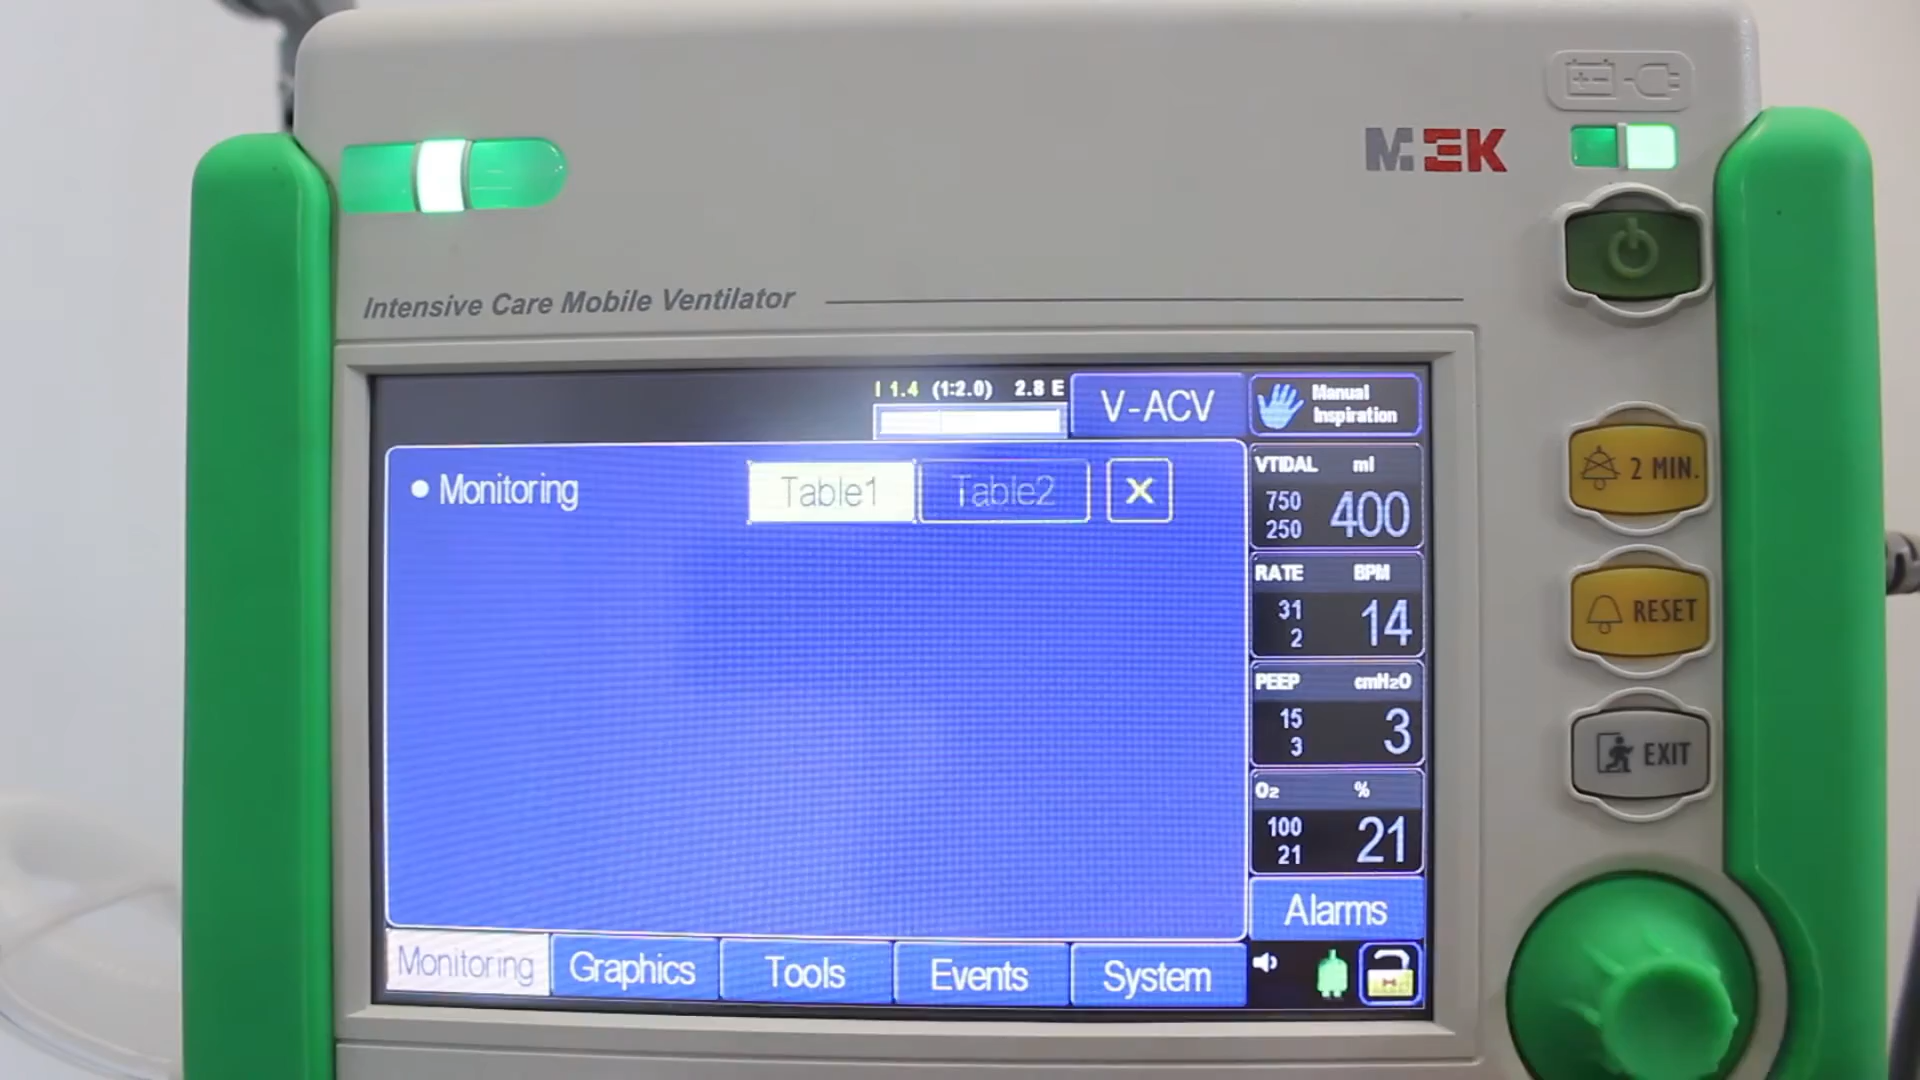 MEK
Intensive Care Mobile Ventilator
I 1.4 (1:2.0) 2.8 E
V-ACV
Manual
Inspiration
Monitoring
Table1
Table2
X
VTIDAL ml
750
250
400
RATE BPM
31
2
14
PEEP cmH₂O
15
3
3
O₂ %
100
21
21
Alarms
Monitoring
Graphics
Tools
Events
System
2 MIN.
RESET
EXIT